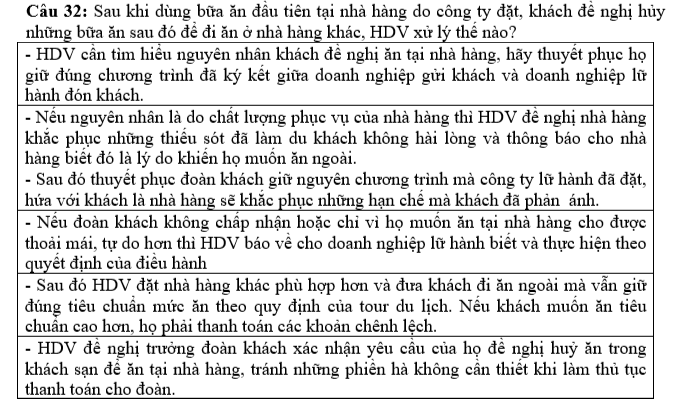 Câu 32: Sau khi dùng bữa ăn đầu tiên tại nhà hàng do công ty đặt, khách đề nghị hủy
những bữa ăn sau đó để đi ăn ở nhà hàng khác, HDV xử lý thế nào?
- HDV cần tìm hiểu nguyên nhân khách đề nghị ăn tại nhà hàng, hãy thuyết phục họ
giữ đúng chương trình đã ký kết giữa doanh nghiệp gửi khách và doanh nghiệp lữ
hành đón khách.
- Nếu nguyên nhân là do chất lượng phục vụ của nhà hàng thì HDV đề nghị nhà hàng
khắc phục những thiếu sót đã làm du khách không hài lòng và thông báo cho nhà
hàng biết đó là lý do khiến họ muốn ăn ngoài.
- Sau đó thuyết phục đoàn khách giữ nguyên chương trình mà công ty lữ hành đã đặt,
hứa với khách là nhà hàng sẽ khắc phục những hạn chế mà khách đã phản ánh.
- Nếu đoàn khách không chấp nhận hoặc chỉ vì họ muốn ăn tại nhà hàng cho được
thoải mái, tự do hơn thì HDV báo về cho doanh nghiệp lữ hành biết và thực hiện theo
quyết định của điều hành
- Sau đó HDV đặt nhà hàng khác phù hợp hơn và đưa khách đi ăn ngoài mà vẫn giữ
đúng tiêu chuẩn mức ăn theo quy định của tour du lịch. Nếu khách muốn ăn tiêu
chuẩn cao hơn, họ phải thanh toán các khoản chênh lệch.
- HDV đề nghị trưởng đoàn khách xác nhận yêu cầu của họ đề nghị huỷ ăn trong
khách sạn để ăn tại nhà hàng, tránh những phiền hà không cần thiết khi làm thủ tục
thanh toán cho đoàn.